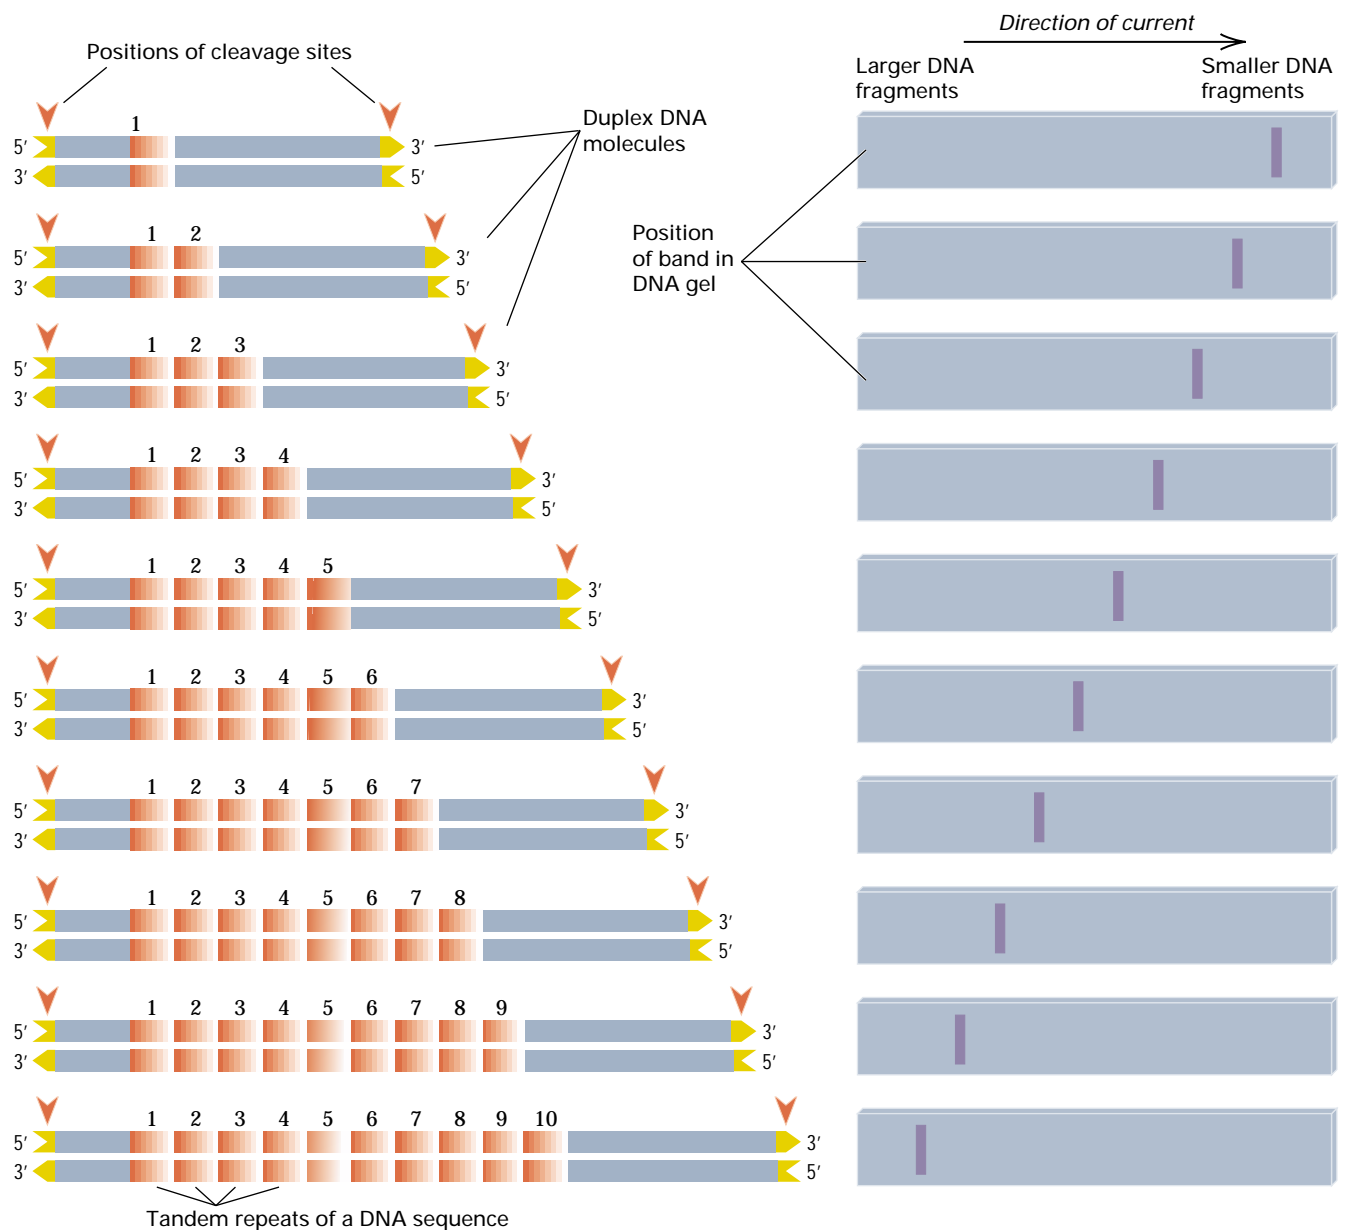 Direction of current
Positions of cleavage sites
Larger DNA
fragments
Smaller DNA
fragments
Duplex DNA
molecules
1
5′ 3′
3′ 5′
1 2
5′ 3′
3′ 5′
Position
of band in
DNA gel
1 2 3
5′ 3′
3′ 5′
1 2 3 4
5′ 3′
3′ 5′
1 2 3 4 5
5′ 3′
3′ 5′
1 2 3 4 5 6
5′ 3′
3′ 5′
1 2 3 4 5 6 7
5′ 3′
3′ 5′
1 2 3 4 5 6 7 8
5′ 3′
3′ 5′
1 2 3 4 5 6 7 8 9
5′ 3′
3′ 5′
1 2 3 4 5 6 7 8 9 10
5′ 3′
3′ 5′
Tandem repeats of a DNA sequence